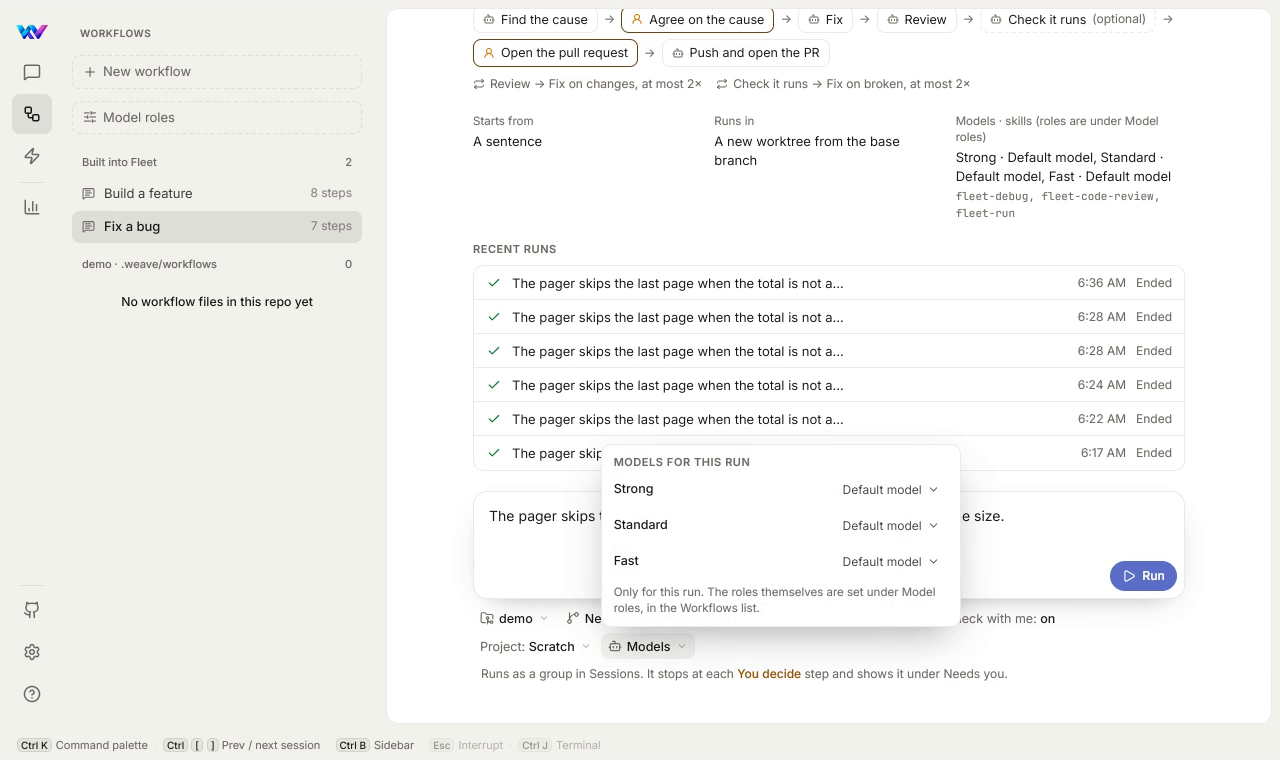 WORKFLOWS
New workflow
Model roles
Built into Fleet 2
Build a feature 8 steps
Fix a bug 7 steps
demo · .weave/workflows 0
No workflow files in this repo yet
Find the cause → Agree on the cause → Fix → Review → Check it runs (optional) →
Open the pull request → Push and open the PR
Review → Fix on changes, at most 2× Check it runs → Fix on broken, at most 2×
Starts from
A sentence
Runs in
A new worktree from the base
branch
Models · skills (roles are under Model
roles)
Strong · Default model, Standard ·
Default model, Fast · Default model
fleet-debug, fleet-code-review,
fleet-run
RECENT RUNS
The pager skips the last page when the total is not a... 6:36 AM Ended
The pager skips the last page when the total is not a... 6:28 AM Ended
The pager skips the last page when the total is not a... 6:28 AM Ended
The pager skips the last page when the total is not a... 6:24 AM Ended
The pager skips the last page when the total is not a... 6:22 AM Ended
The pager skip 6:17 AM Ended
MODELS FOR THIS RUN
Strong Default model
Standard Default model
Fast Default model
Only for this run. The roles themselves are set under Model
roles, in the Workflows list.
The pager skips size.
Run
demo Ne with me: on
Project: Scratch Models
Runs as a group in Sessions. It stops at each You decide step and shows it under Needs you.
Ctrl K Command palette · Ctrl [ ] Prev / next session · Ctrl B Sidebar · Esc Interrupt · Ctrl J Terminal